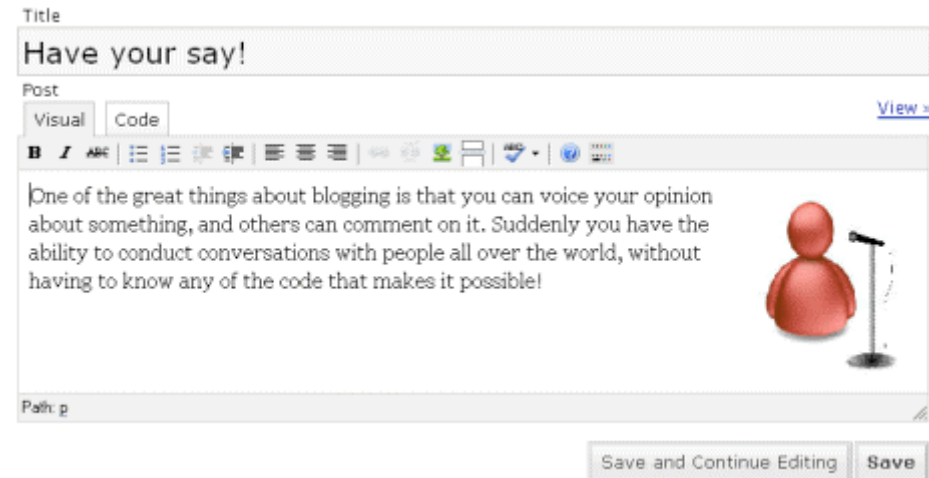 Title
Have your say!
Post
Visual Code
View »
B I ABC ABC
One of the great things about blogging is that you can voice your opinion
about something, and others can comment on it. Suddenly you have the
ability to conduct conversations with people all over the world, without
having to know any of the code that makes it possible!
Path: p
Save and Continue Editing Save